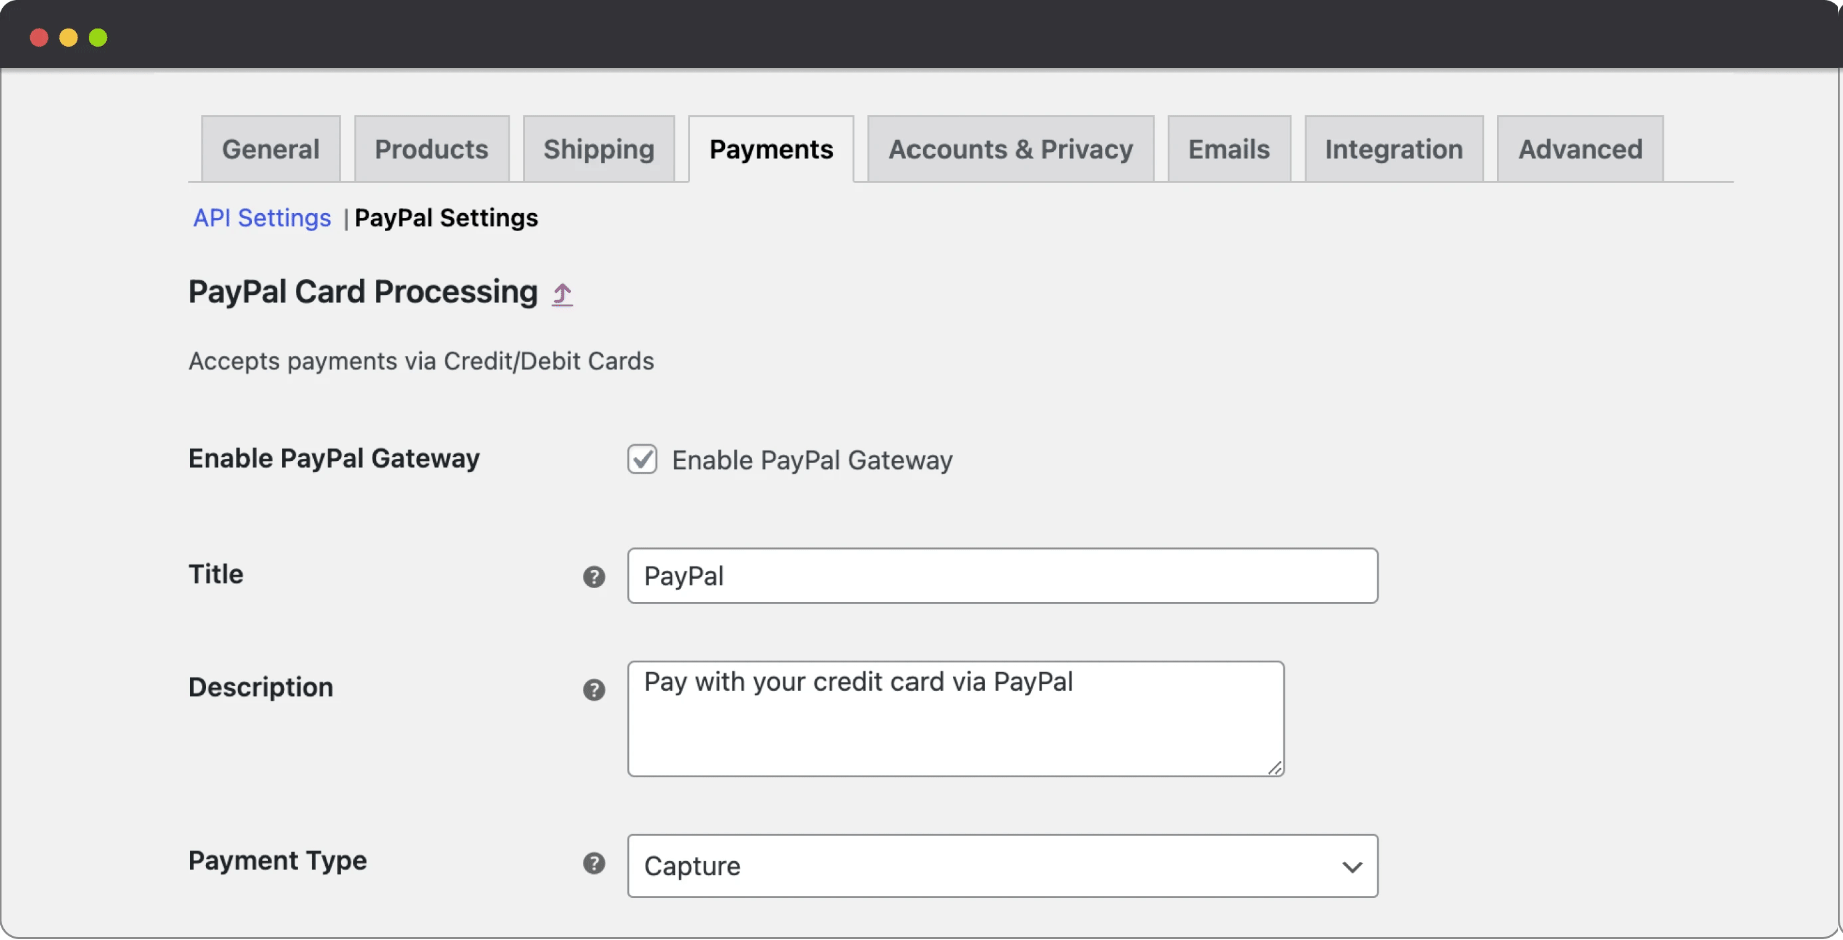 General Products Shipping Payments Accounts & Privacy Emails Integration Advanced
API Settings | PayPal Settings
PayPal Card Processing
Accepts payments via Credit/Debit Cards
Enable PayPal Gateway Enable PayPal Gateway
Title ? PayPal
Description ? Pay with your credit card via PayPal
Payment Type ? Capture